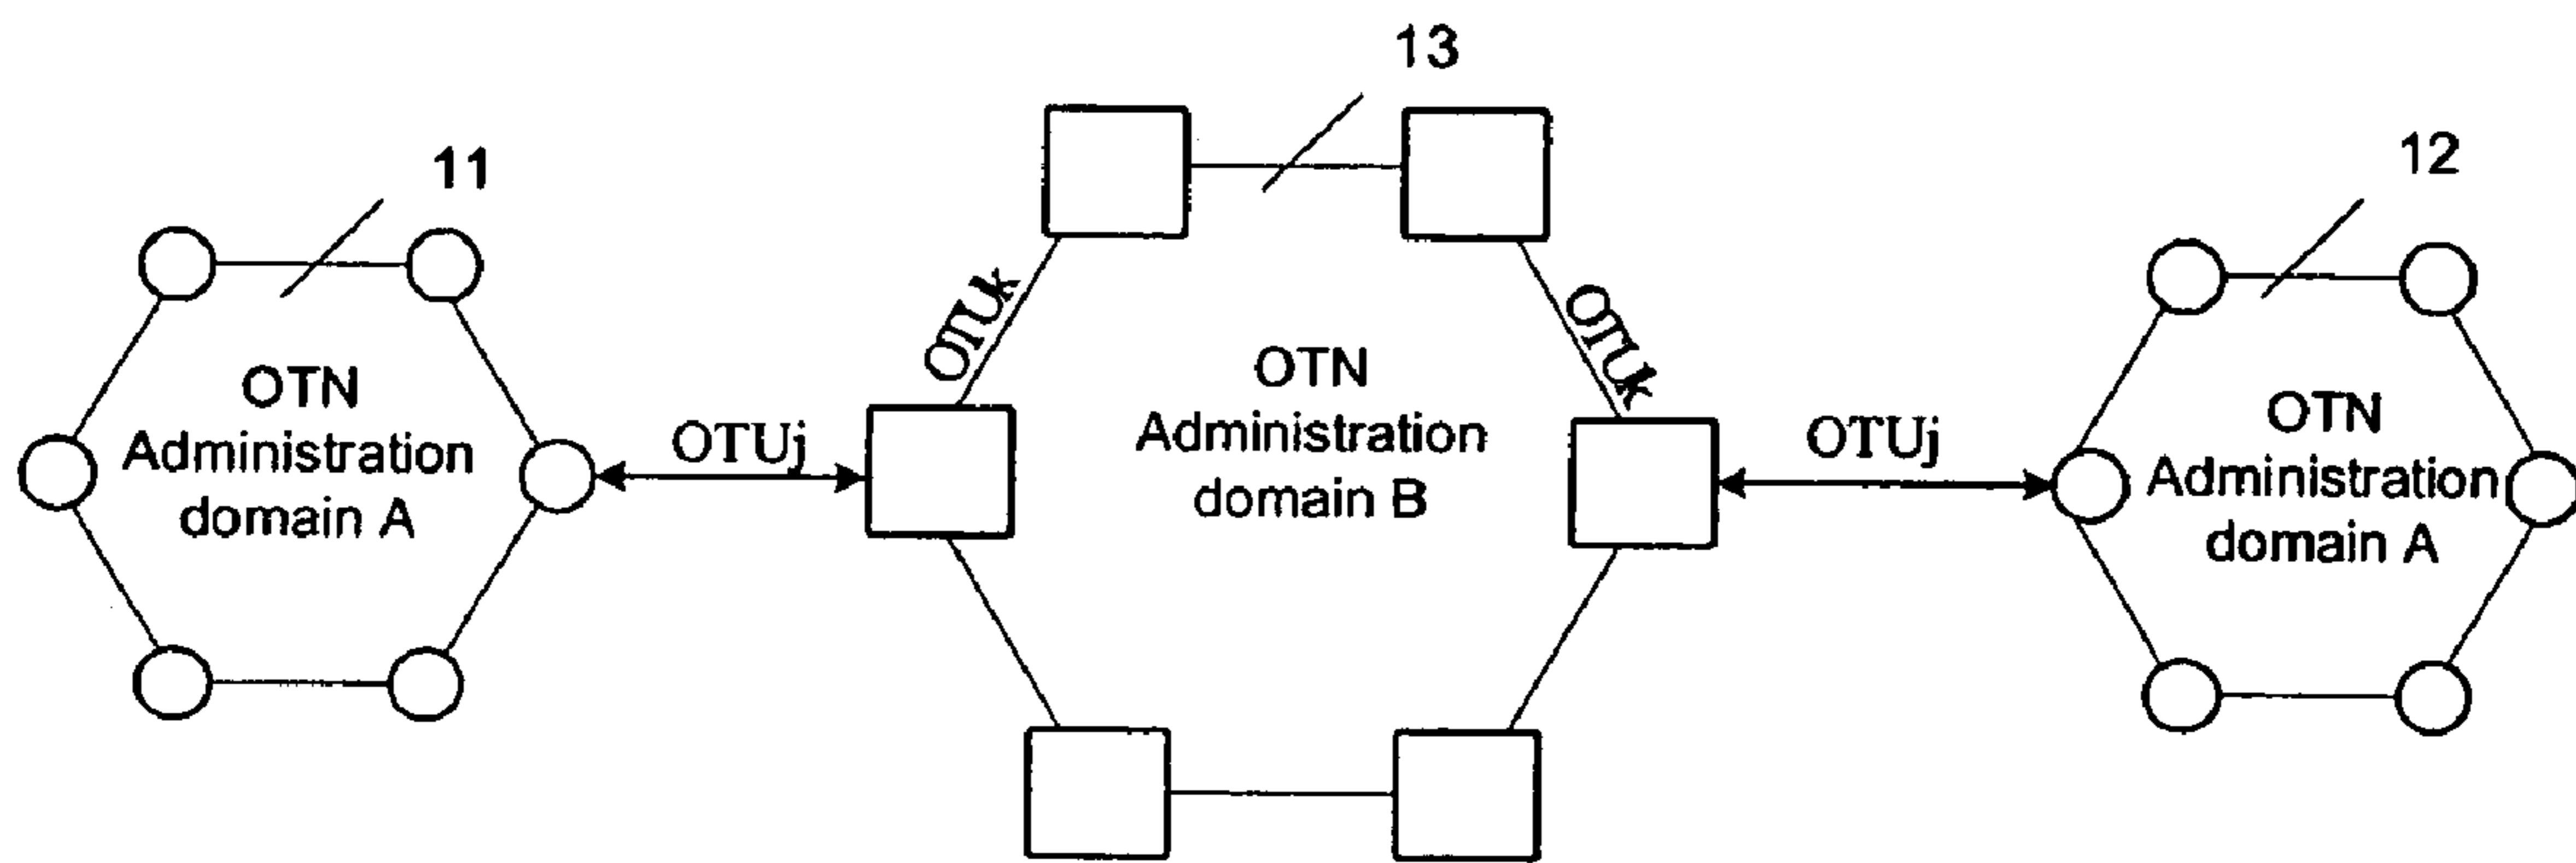 13
11
12
OTUk
OTUk
OTN
Administration
domain A
OTUj
OTN
Administration
domain B
OTUj
OTN
Administration
domain A